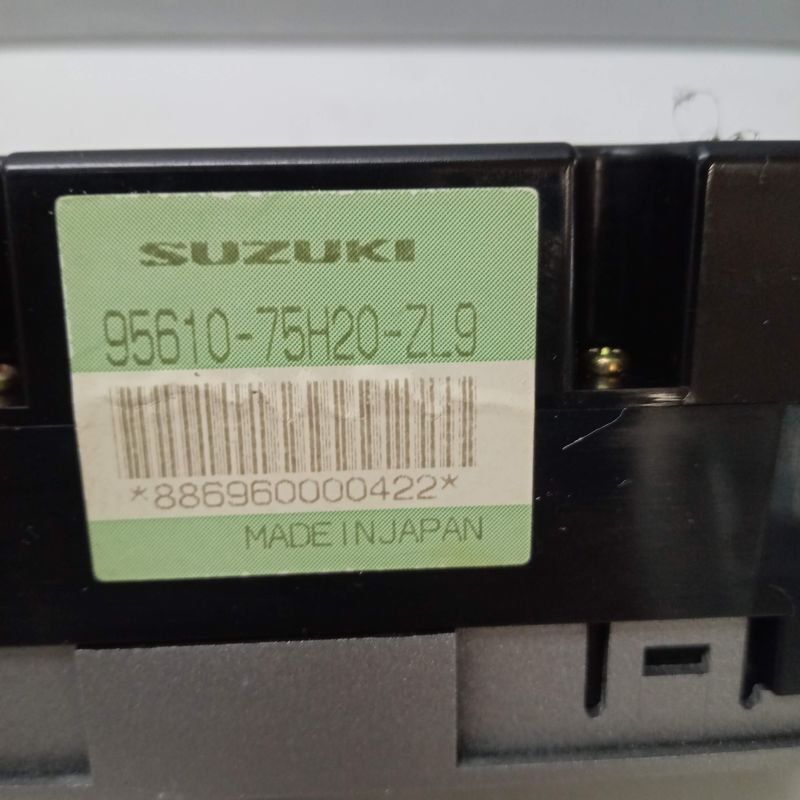 SUZUKI
95610-75H20-ZL9
*886960000422*
MADE IN JAPAN